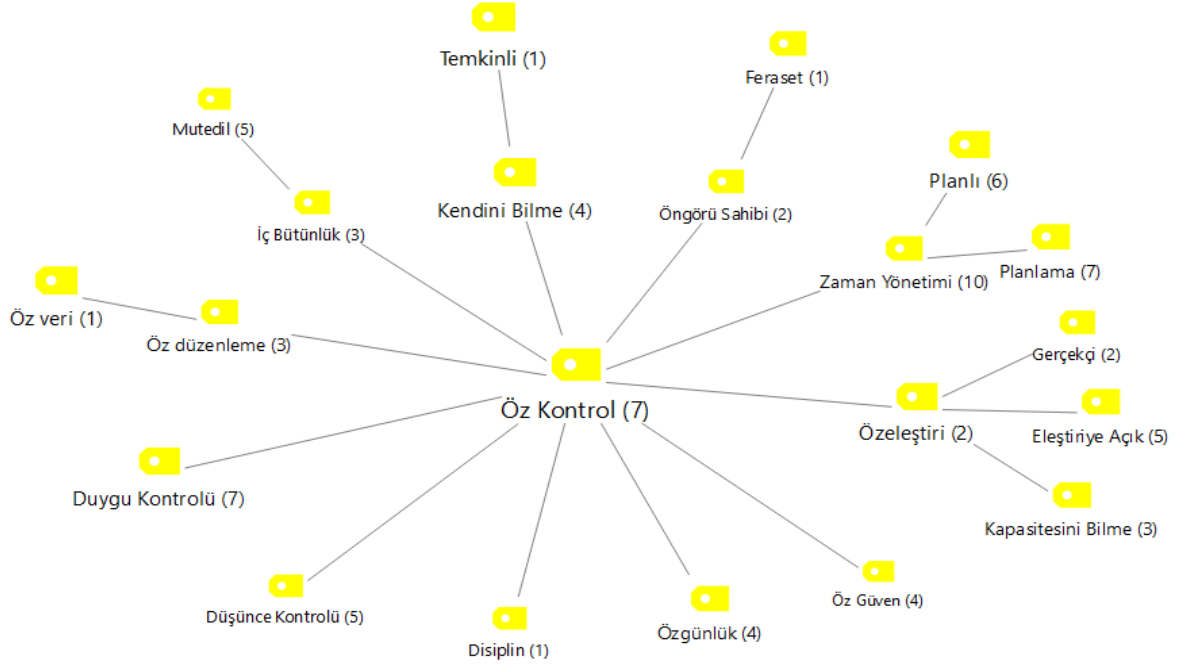 Temkinli (1)
Feraset (1)
Mutedil (5)
Planlı (6)
Kendini Bilme (4)
Öngörü Sahibi (2)
İç Bütünlük (3)
Zaman Yönetimi (10)
Planlama (7)
Öz veri (1)
Öz düzenleme (3)
Gerçekçi (2)
Öz Kontrol (7)
Özeleştiri (2)
Eleştiriye Açık (5)
Duygu Kontrolü (7)
Kapasitesini Bilme (3)
Düşünce Kontrolü (5)
Öz Güven (4)
Özgünlük (4)
Disiplin (1)